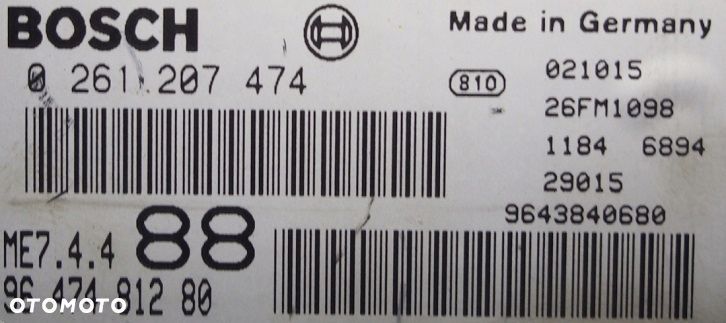 BOSCH
Made in Germany
0 261 207 474
810
021015
26FM1098
1184 6894
29015
9643840680
88
ME7.4.4
96 474 812 80
OTOMOTO